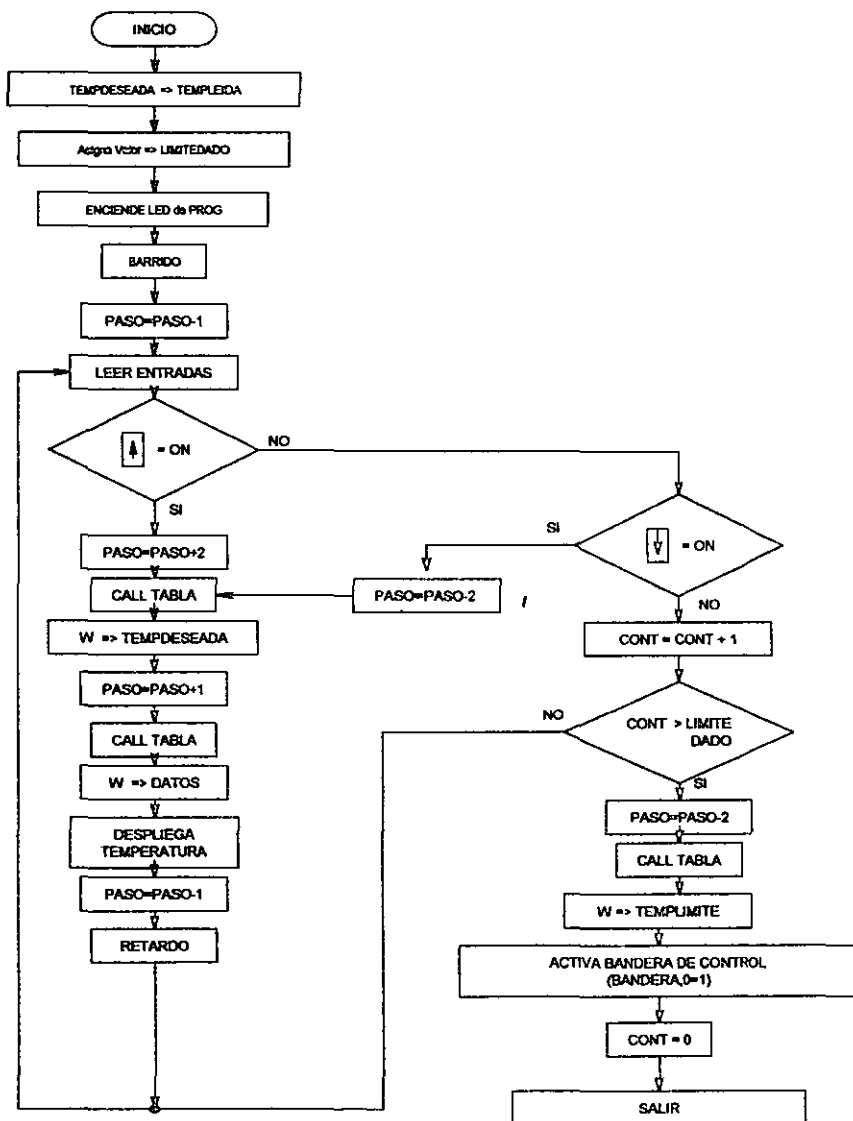 INICIO
TEMPDESEADA => TEMPLEIDA
Asigna Valor => LIMITEDADO
ENCIENDE LED de PROG
BARRIDO
PASO=PASO-1
LEER ENTRADAS
= ON
NO
SI
PASO=PASO+2
CALL TABLA
W => TEMPDESEADA
PASO=PASO+1
CALL TABLA
W => DATOS
DESPLIEGA
TEMPERATURA
PASO=PASO-1
RETARDO
SI
= ON
PASO=PASO-2
NO
CONT = CONT + 1
NO
CONT > LIMITE
DADO
SI
PASO=PASO-2
CALL TABLA
W => TEMPLIMITE
ACTIVA BANDERA DE CONTROL
(BANDERA,0=1)
CONT = 0
SALIR